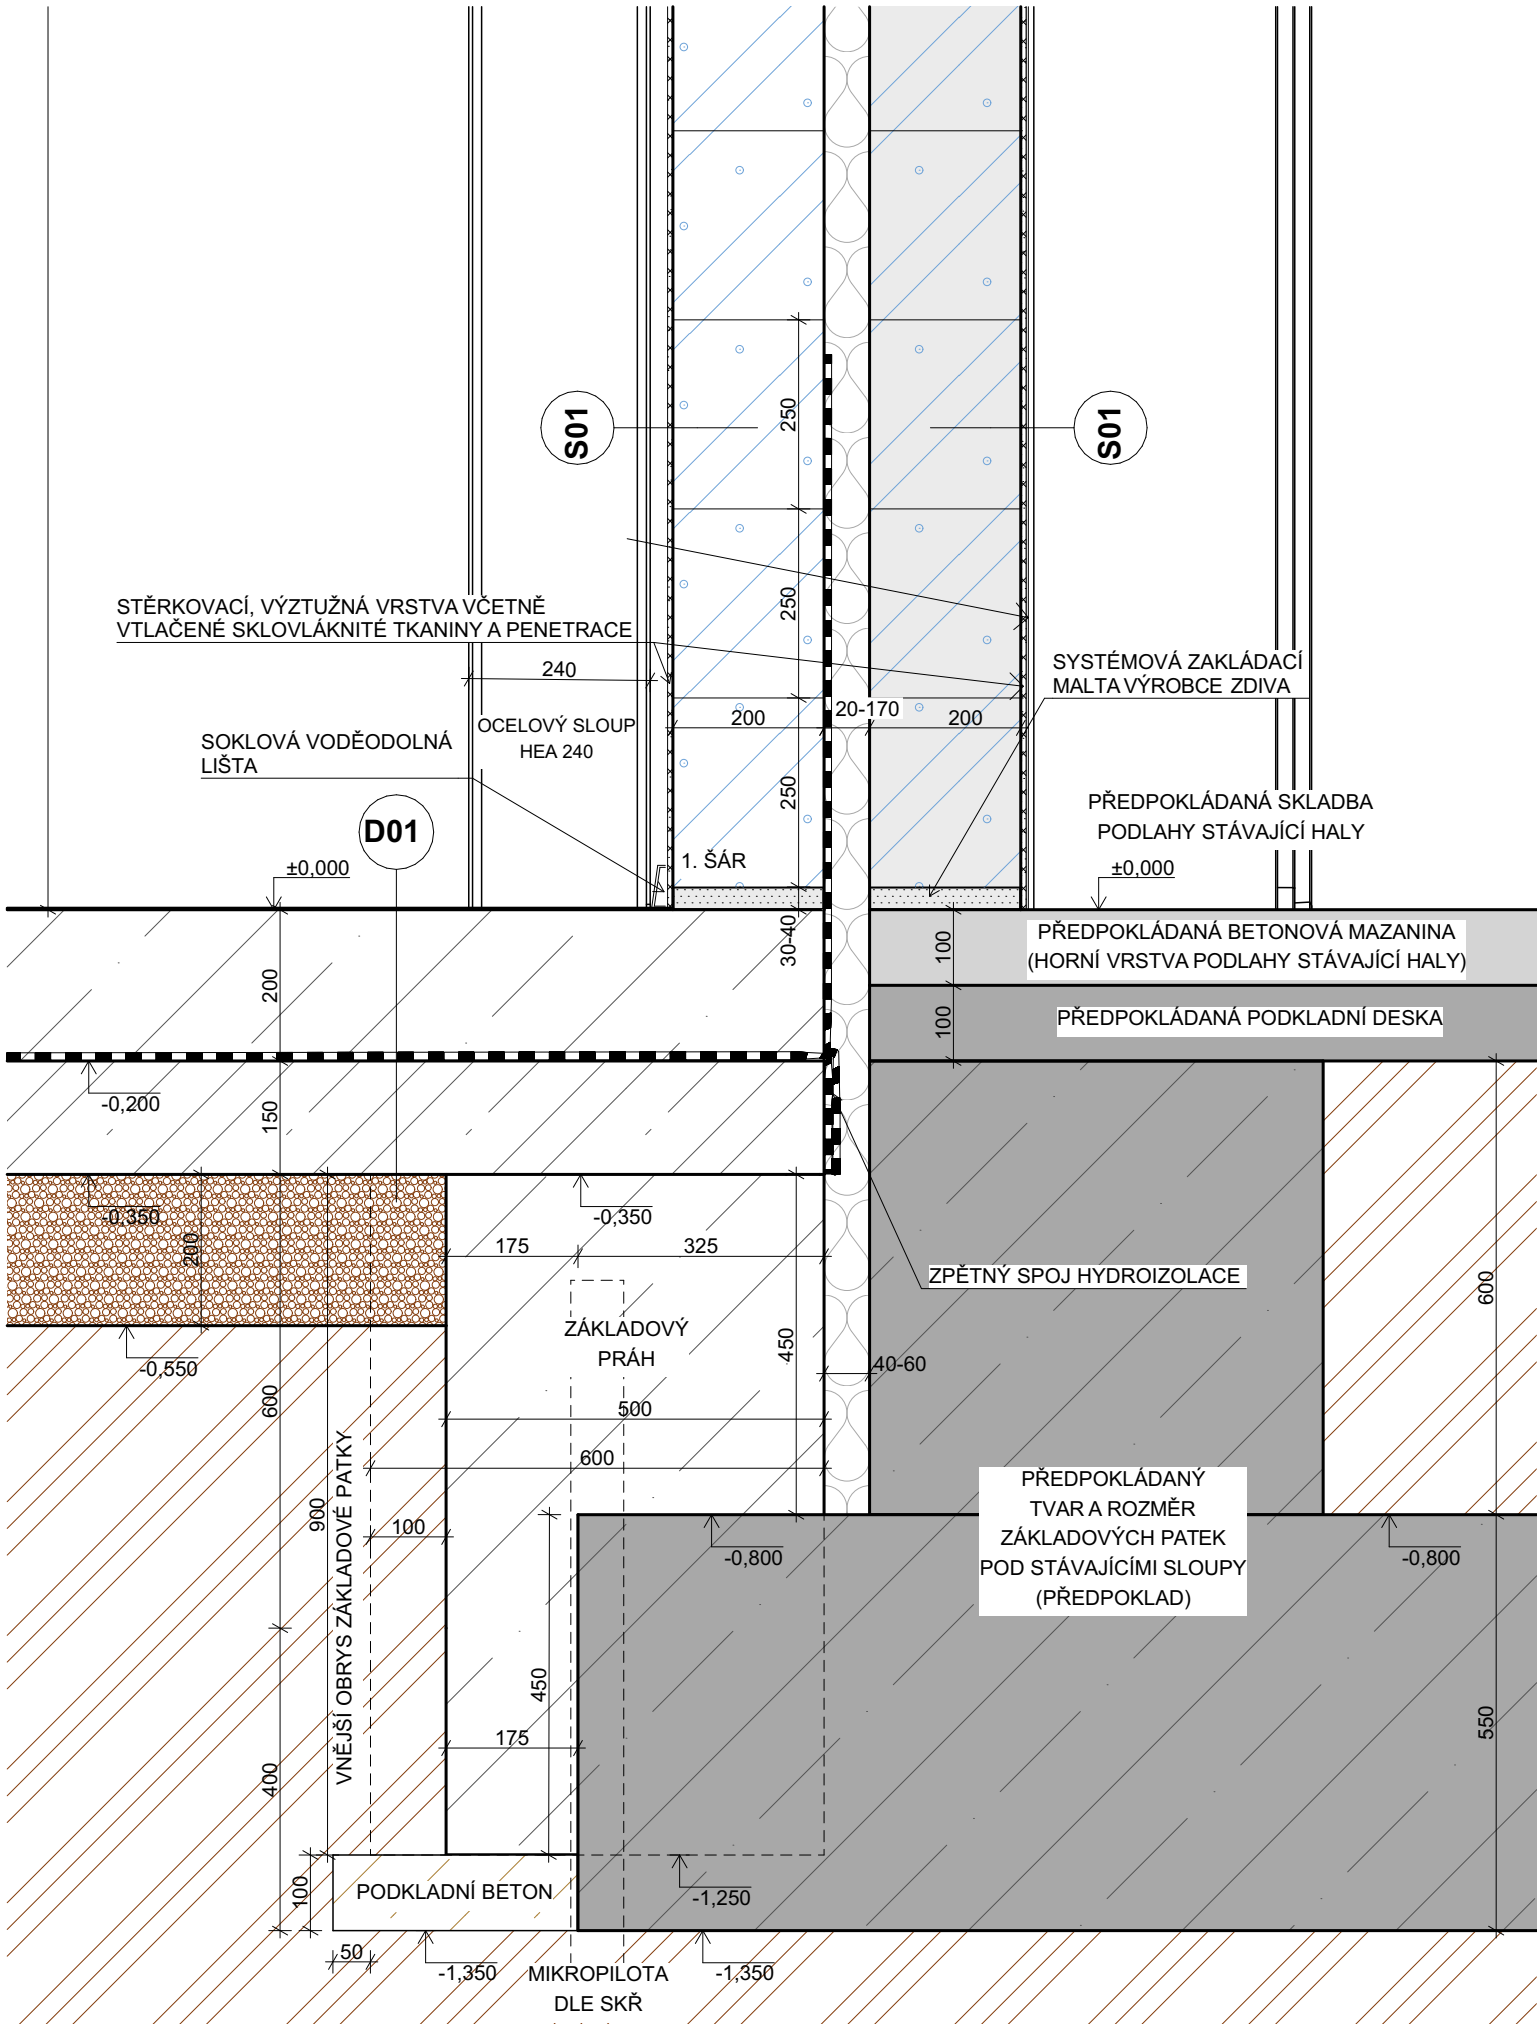 250
S01
S01
STĚRKOVACÍ, VÝZTUŽNÁ VRSTVA VČETNĚ
VTLAČENÉ SKLOVLÁKNITÉ TKANINY A PENETRACE
250
240
SYSTÉMOVÁ ZAKLÁDACÍ
MALTA VÝROBCE ZDIVA
200
20-170
200
OCELOVÝ SLOUP
HEA 240
SOKLOVÁ VODĚODOLNÁ
LIŠTA
250
PŘEDPOKLÁDANÁ SKLADBA
PODLAHY STÁVAJÍCÍ HALY
D01
1. ŠÁR
±0,000
±0,000
30-40
100
PŘEDPOKLÁDANÁ BETONOVÁ MAZANINA
(HORNÍ VRSTVA PODLAHY STÁVAJÍCÍ HALY)
200
100
PŘEDPOKLÁDANÁ PODKLADNÍ DESKA
-0,200
150
-0,350
-0,350
200
175
325
ZPĚTNÝ SPOJ HYDROIZOLACE
600
ZÁKLADOVÝ
PRÁH
450
-0,550
40-60
600
500
600
VNĚJŠÍ OBRYS ZÁKLADOVÉ PATKY
900
100
PŘEDPOKLÁDANÝ
TVAR A ROZMĚR
ZÁKLADOVÝCH PATEK
POD STÁVAJÍCÍMI SLOUPY
(PŘEDPOKLAD)
-0,800
-0,800
450
175
550
400
100
PODKLADNÍ BETON
-1,250
50
-1,350
-1,350
MIKROPILOTA
DLE SKŘ